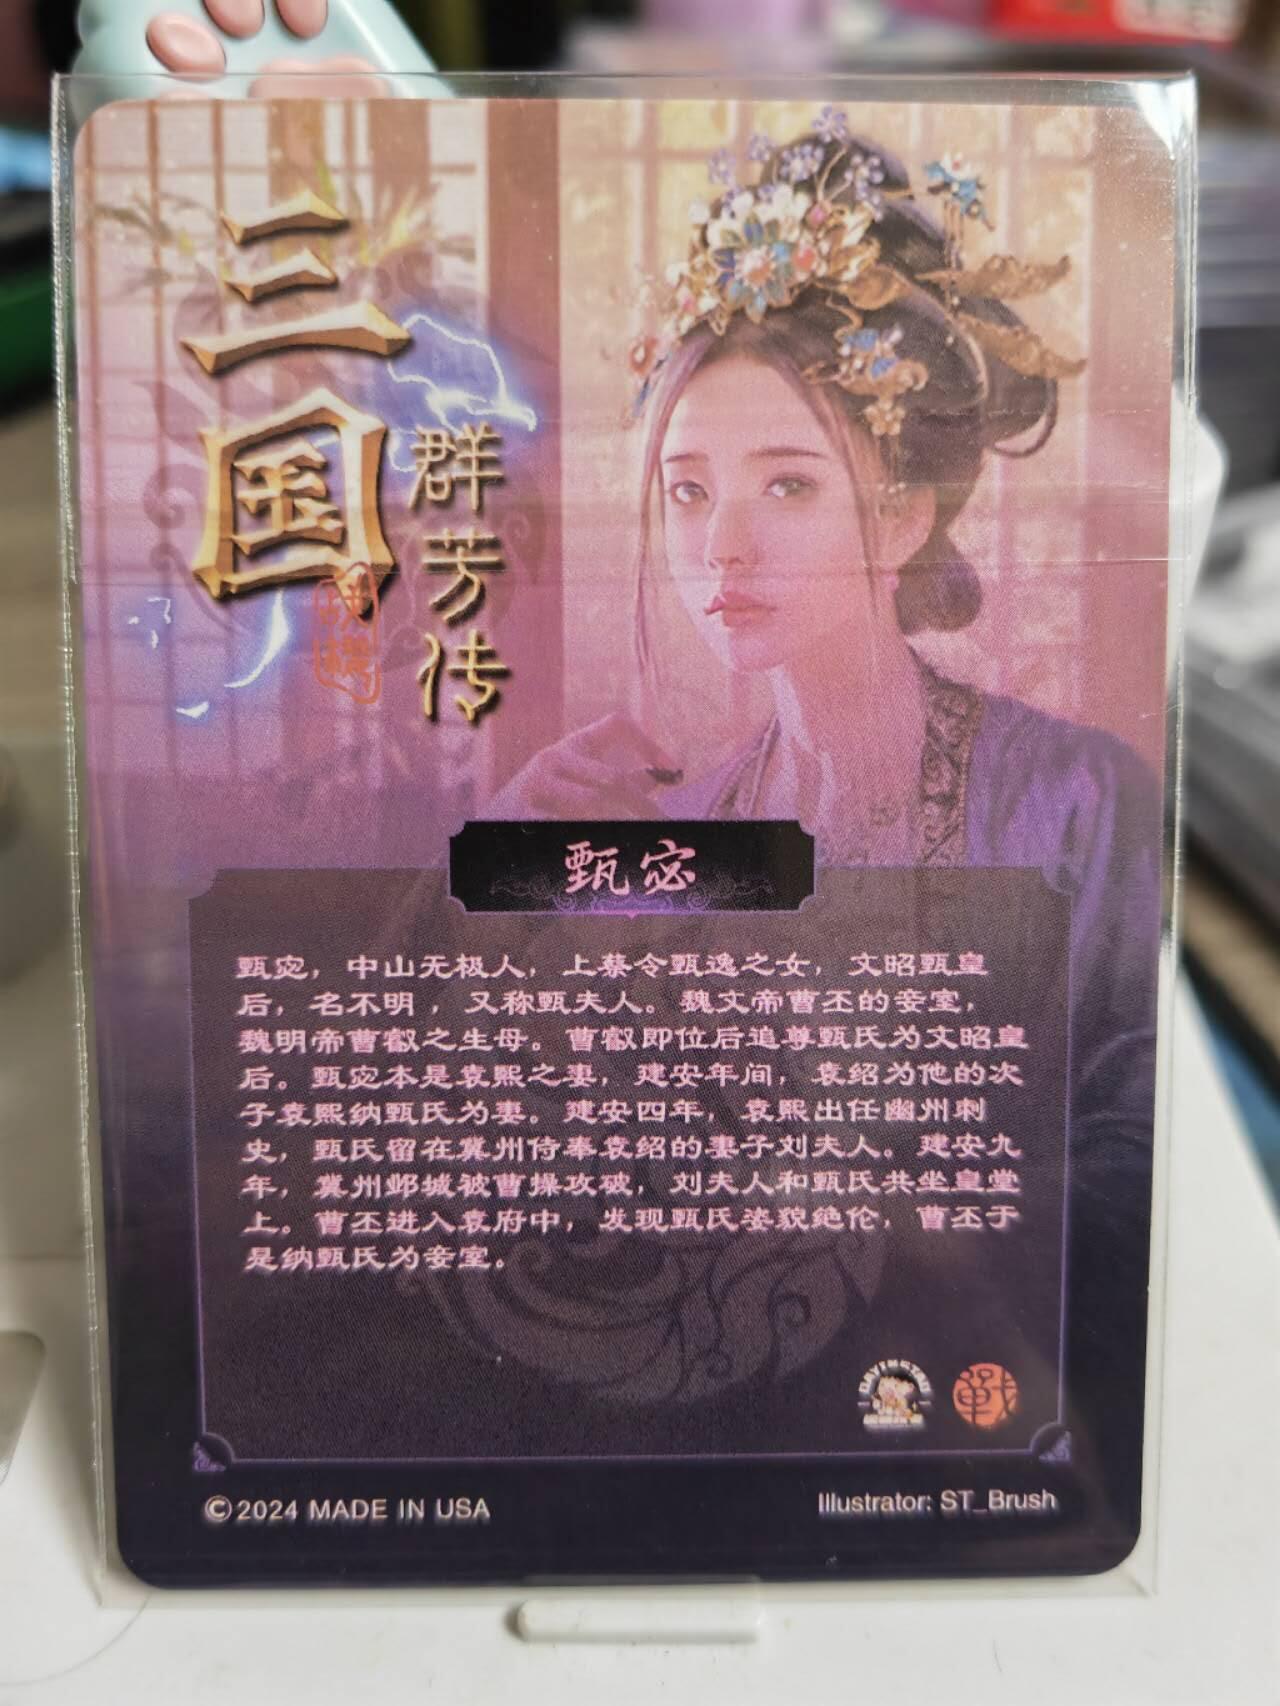 三国
群芳传
甄宓
甄宓，中山无极人，上蔡令甄逸之女，文昭甄皇
后，名不明，又称甄夫人。魏文帝曹丕的妾室，
魏明帝曹叡之生母。曹叡即位后追尊甄氏为文昭皇
后。甄宓本是袁熙之妻，建安年间，袁绍为他的次
子袁熙纳甄氏为妻。建安四年，袁熙出任幽州刺
史，甄氏留在冀州侍奉袁绍的妻子刘夫人。建安九
年，冀州邺城被曹操攻破，刘夫人和甄氏共坐皇堂
上。曹丕进入袁府中，发现甄氏姿貌绝伦，曹丕于
是纳甄氏为妾室。
戰
©2024 MADE IN USA
Illustrator: ST_Brush